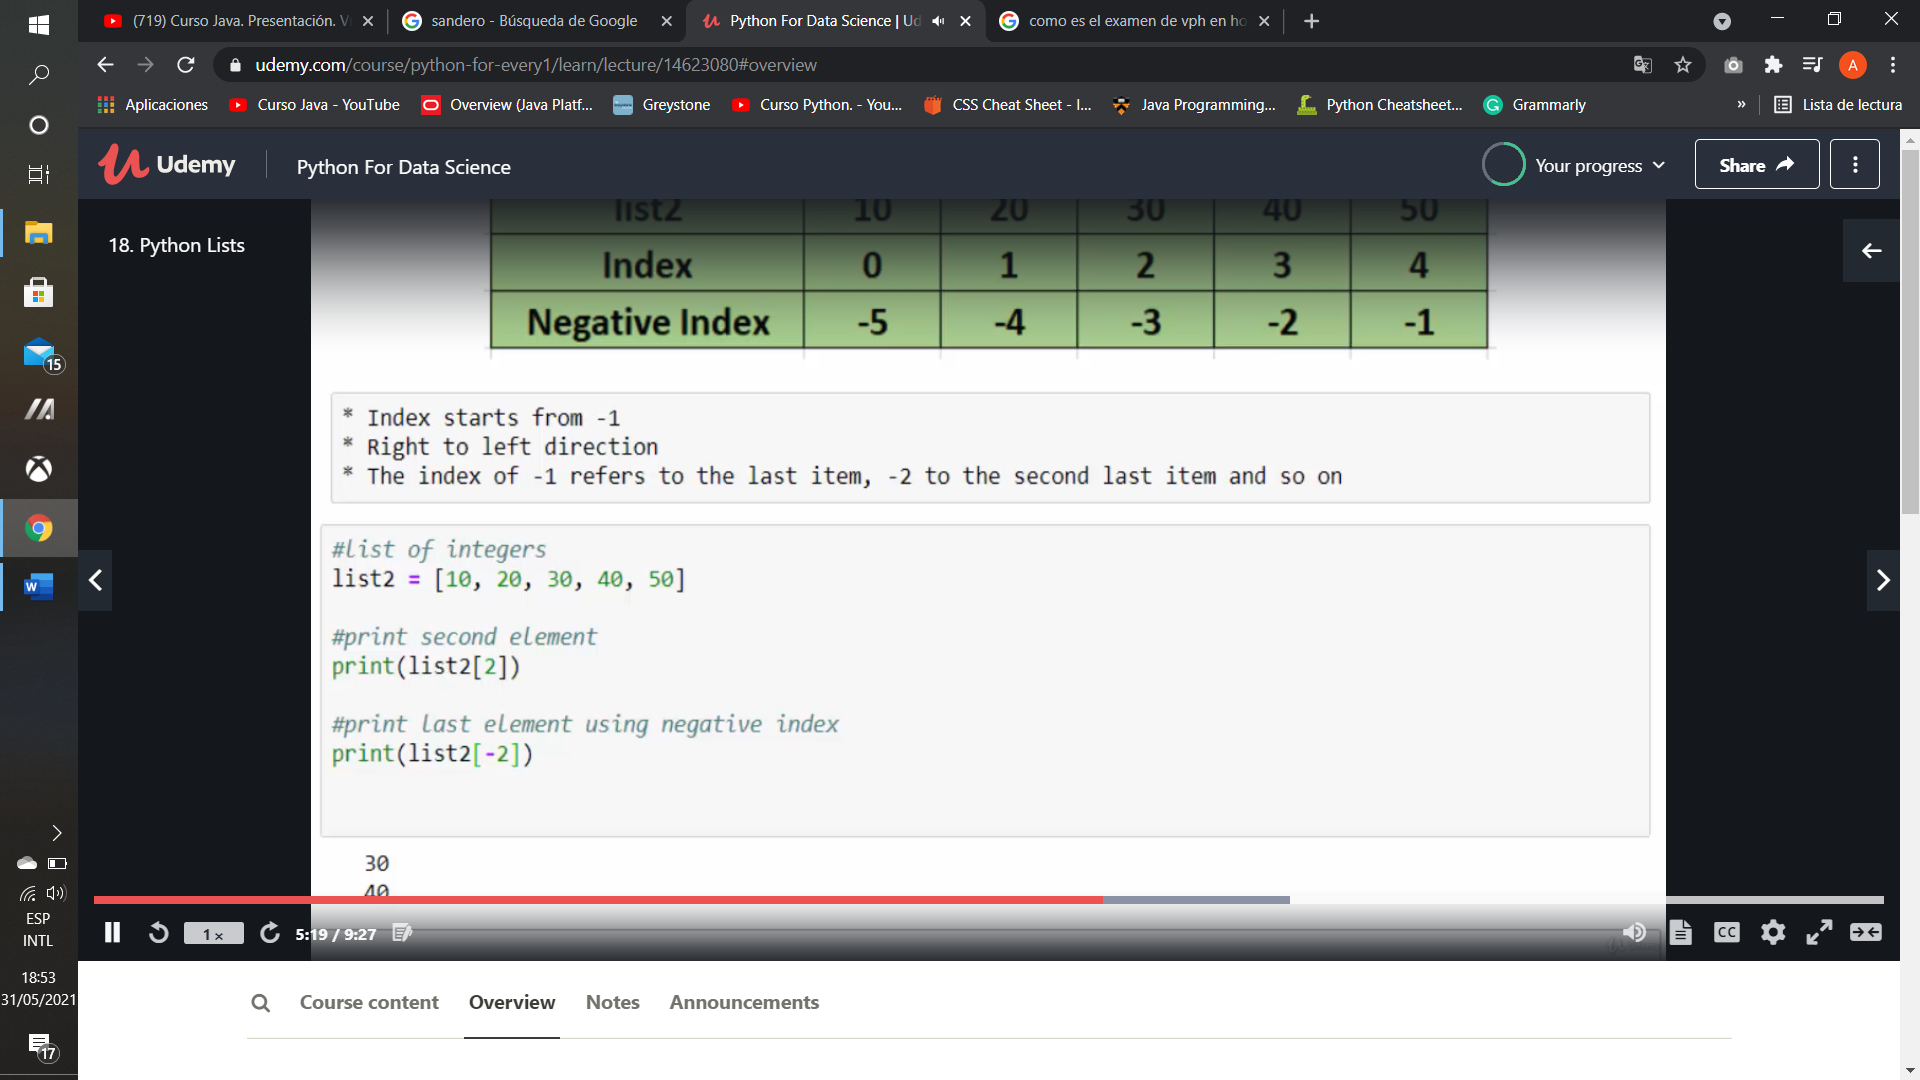 (719) Curso Java. Presentación. V
sandero - Búsqueda de Google
Python For Data Science | Ud
como es el examen de vph en ho
udemy.com/course/python-for-every1/learn/lecture/14623080#overview
A
Aplicaciones
Curso Java - YouTube
Overview (Java Platf...
Greystone
Curso Python. - You...
CSS Cheat Sheet - I...
Java Programming...
Python Cheatsheet...
Grammarly
»
Lista de lectura
Udemy
Python For Data Science
Your progress
Share
18. Python Lists
list2 10 20 30 40 50
Index 0 1 2 3 4
Negative Index -5 -4 -3 -2 -1
* Index starts from -1
* Right to left direction
* The index of -1 refers to the last item, -2 to the second last item and so on
#list of integers
list2 = [10, 20, 30, 40, 50]
#print second element
print(list2[2])
#print last element using negative index
print(list2[-2])
30
40
1x
5:19 / 9:27
CC
Course content
Overview
Notes
Announcements
15
W
ESP
INTL
18:53
31/05/2021
17